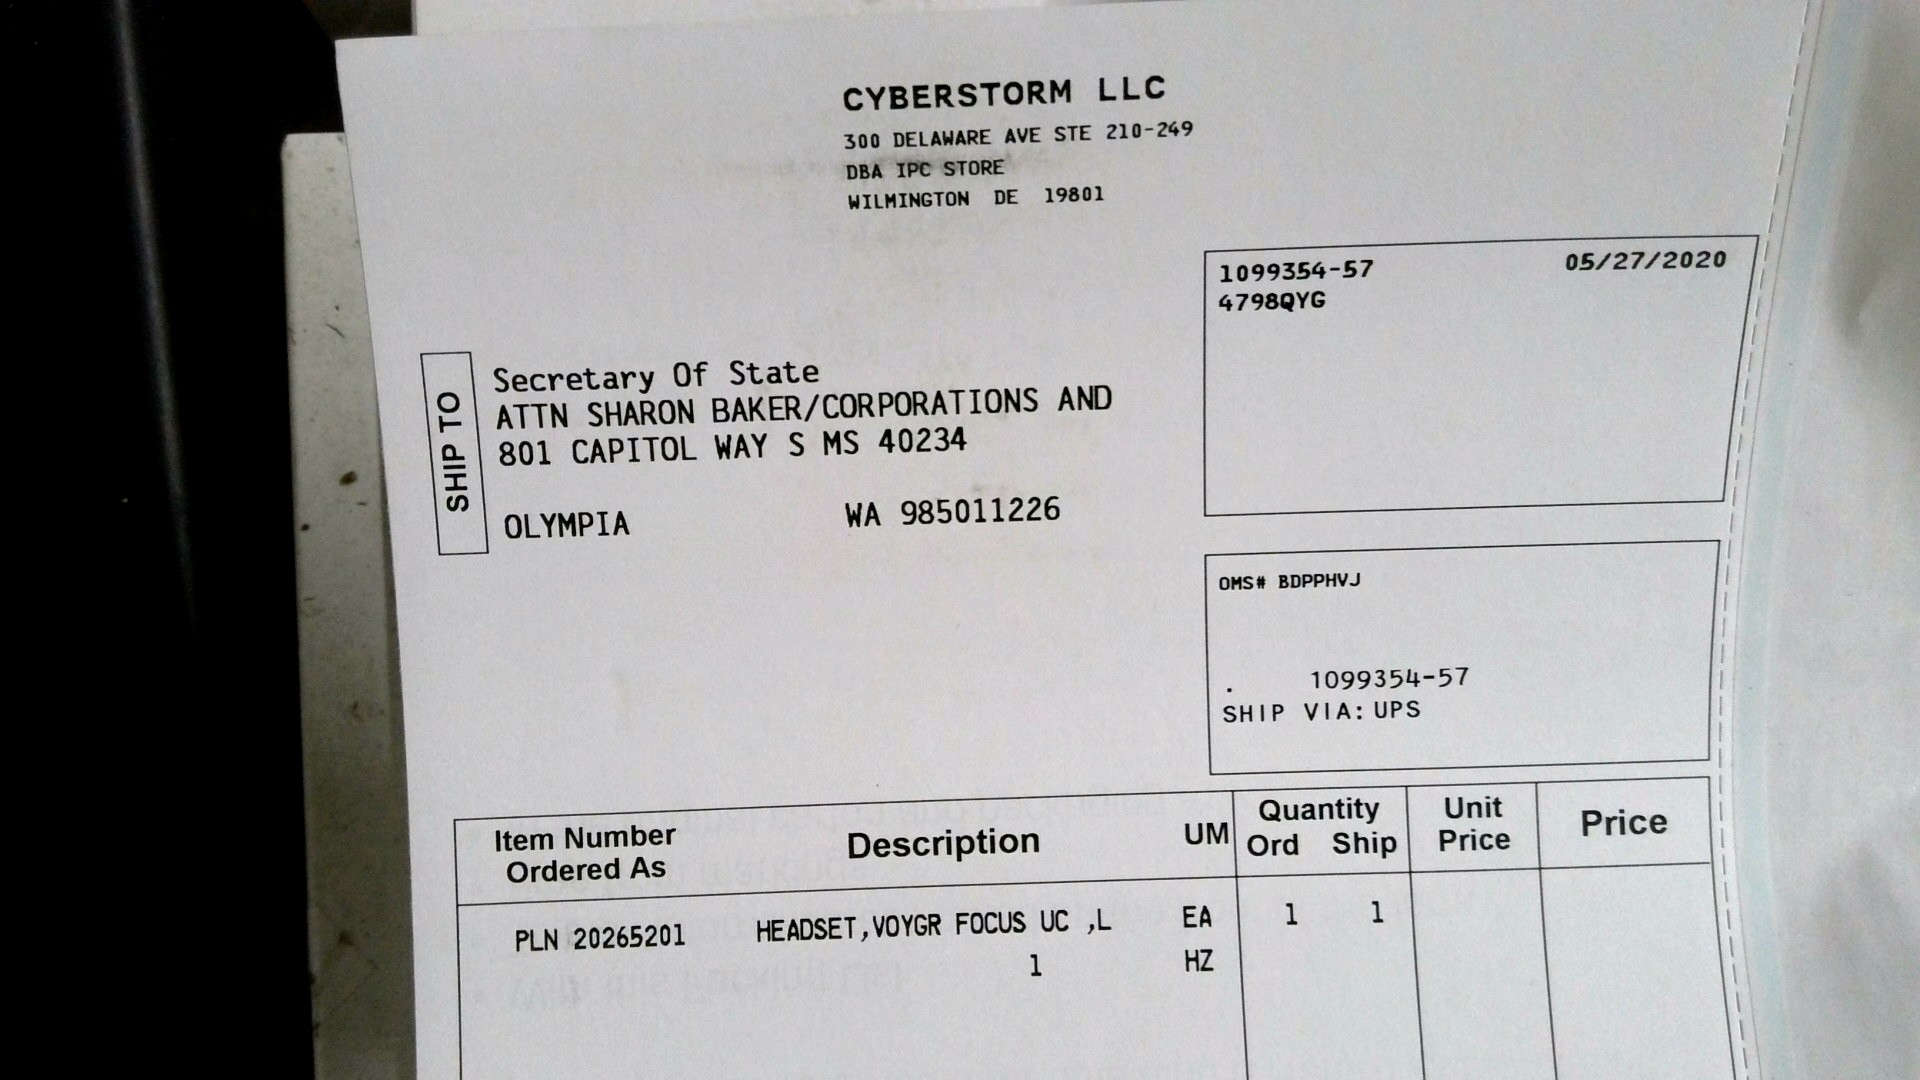 CYBERSTORM LLC
300 DELAWARE AVE STE 210-249
DBA IPC STORE
WILMINGTON DE 19801
1099354-57 05/27/2020
4798QYG
SHIP TO
Secretary Of State
ATTN SHARON BAKER/CORPORATIONS AND
801 CAPITOL WAY S MS 40234
OLYMPIA WA 985011226
OMS# BDPPHVJ
. 1099354-57
SHIP VIA: UPS
Item Number Ordered As
Description
UM
Quantity
Ord Ship
Unit Price
Price
PLN 20265201 HEADSET,VOYGR FOCUS UC ,L EA 1 1
1 HZ